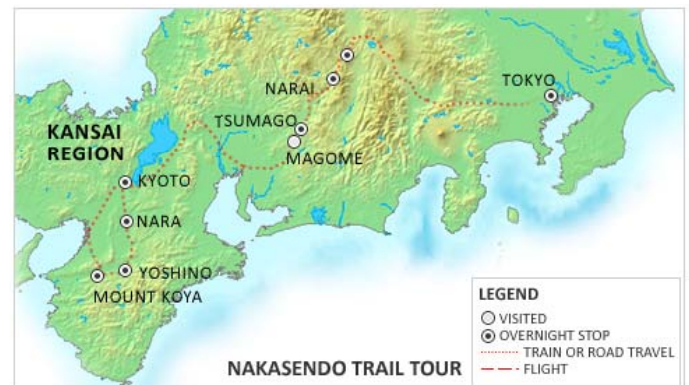 TOKYO
NARAI
TSUMAGO
MAGOME
KANSAI
REGION
KYOTO
NARA
YOSHINO
MOUNT KOYA
NAKASENDO TRAIL TOUR
LEGEND
VISITED
OVERNIGHT STOP
TRAIN OR ROAD TRAVEL
FLIGHT